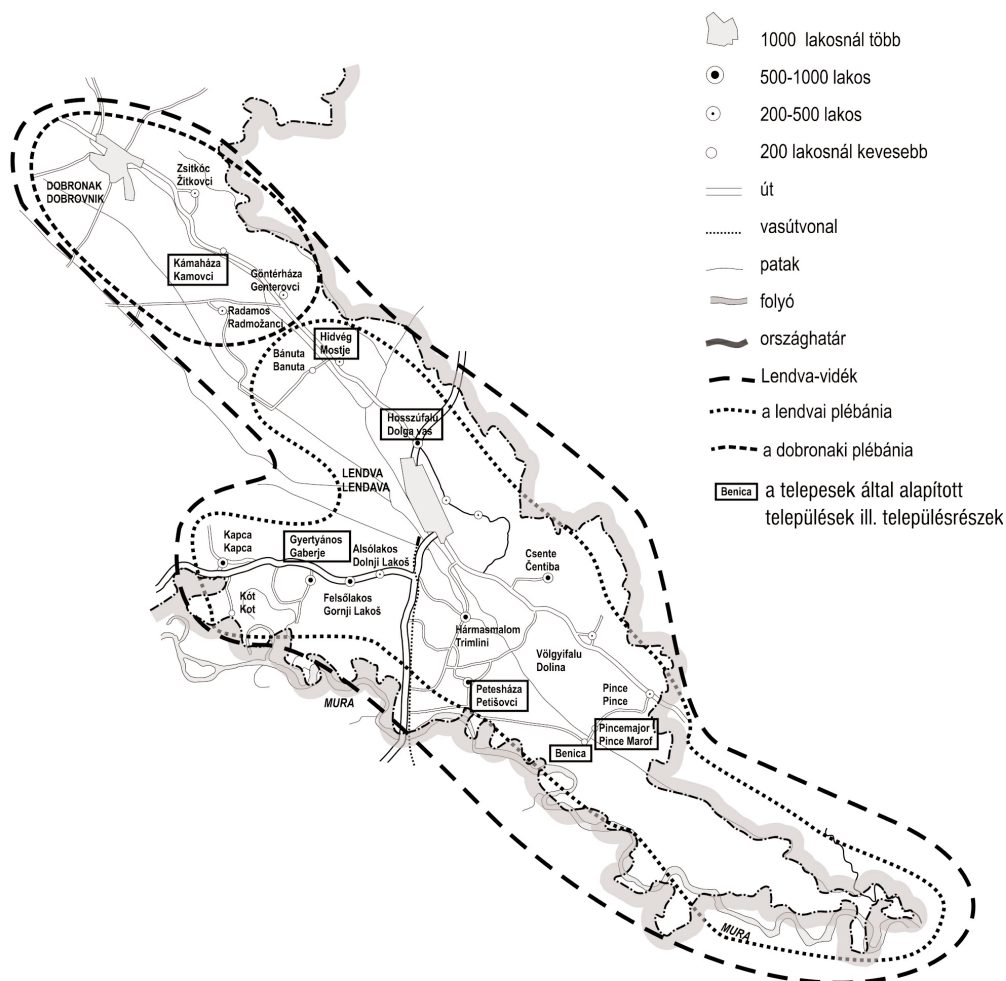 1000 lakosnál több
500-1000 lakos
200-500 lakos
200 lakosnál kevesebb
út
vasútvonal
patak
folyó
országhatár
Lendva-vidék
a lendvai plébánia
a dobronaki plébánia
Benica
a telepesek által alapított
települések ill. településrészek
DOBRONAK
DOBROVNIK
Zsitkóc
Žitkovci
Kámaháza
Kamovci
Göntérháza
Genterovci
Radamos
Radmožanci
Hidvég
Mostje
Bánuta
Banuta
Hosszúfalu
Dolga vas
LENDVA
LENDAVA
Kapca
Kapca
Gyertyános
Gaberje
Alsólakos
Dolnji Lakoš
Csente
Čentiba
Kót
Kot
Felsőlakos
Gornji Lakoš
Hármasmalom
Trimlini
Völgyifalu
Dolina
MURA
Petesháza
Petišovci
Pince
Pince
Pincemajor
Pince Marof
Benica
MURA